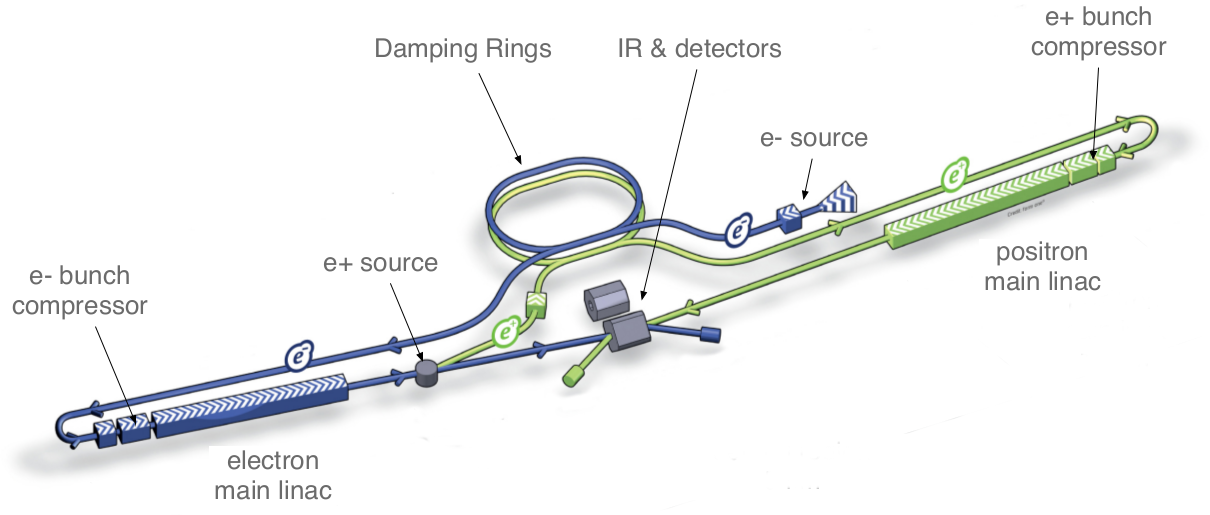 e+ bunch
compressor
Damping Rings
IR & detectors
e- source
e+
e-
positron
main linac
e+ source
e- bunch
compressor
e+
e-
electron
main linac